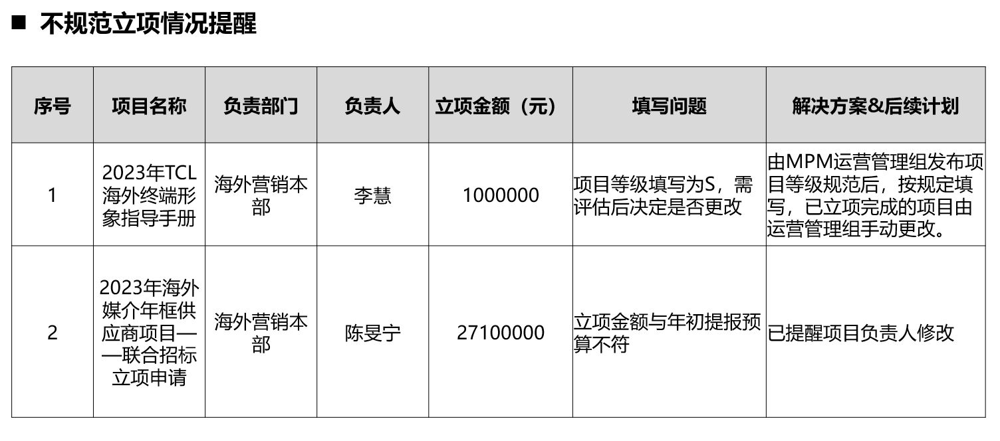 ■ 不规范立项情况提醒
序号 项目名称 负责部门 负责人 立项金额（元） 填写问题 解决方案&后续计划
1
2023年TCL
海外终端形
象指导手册
海外营销本
部
李慧
1000000
项目等级填写为S，需
评估后决定是否更改
由MPM运营管理组发布项
目等级规范后，按规定填
写，已立项完成的项目由
运营管理组手动更改。
2
2023年海外
媒介年框供
应商项目—
—联合招标
立项申请
海外营销本
部
陈旻宁
27100000
立项金额与年初提报预
算不符
已提醒项目负责人修改